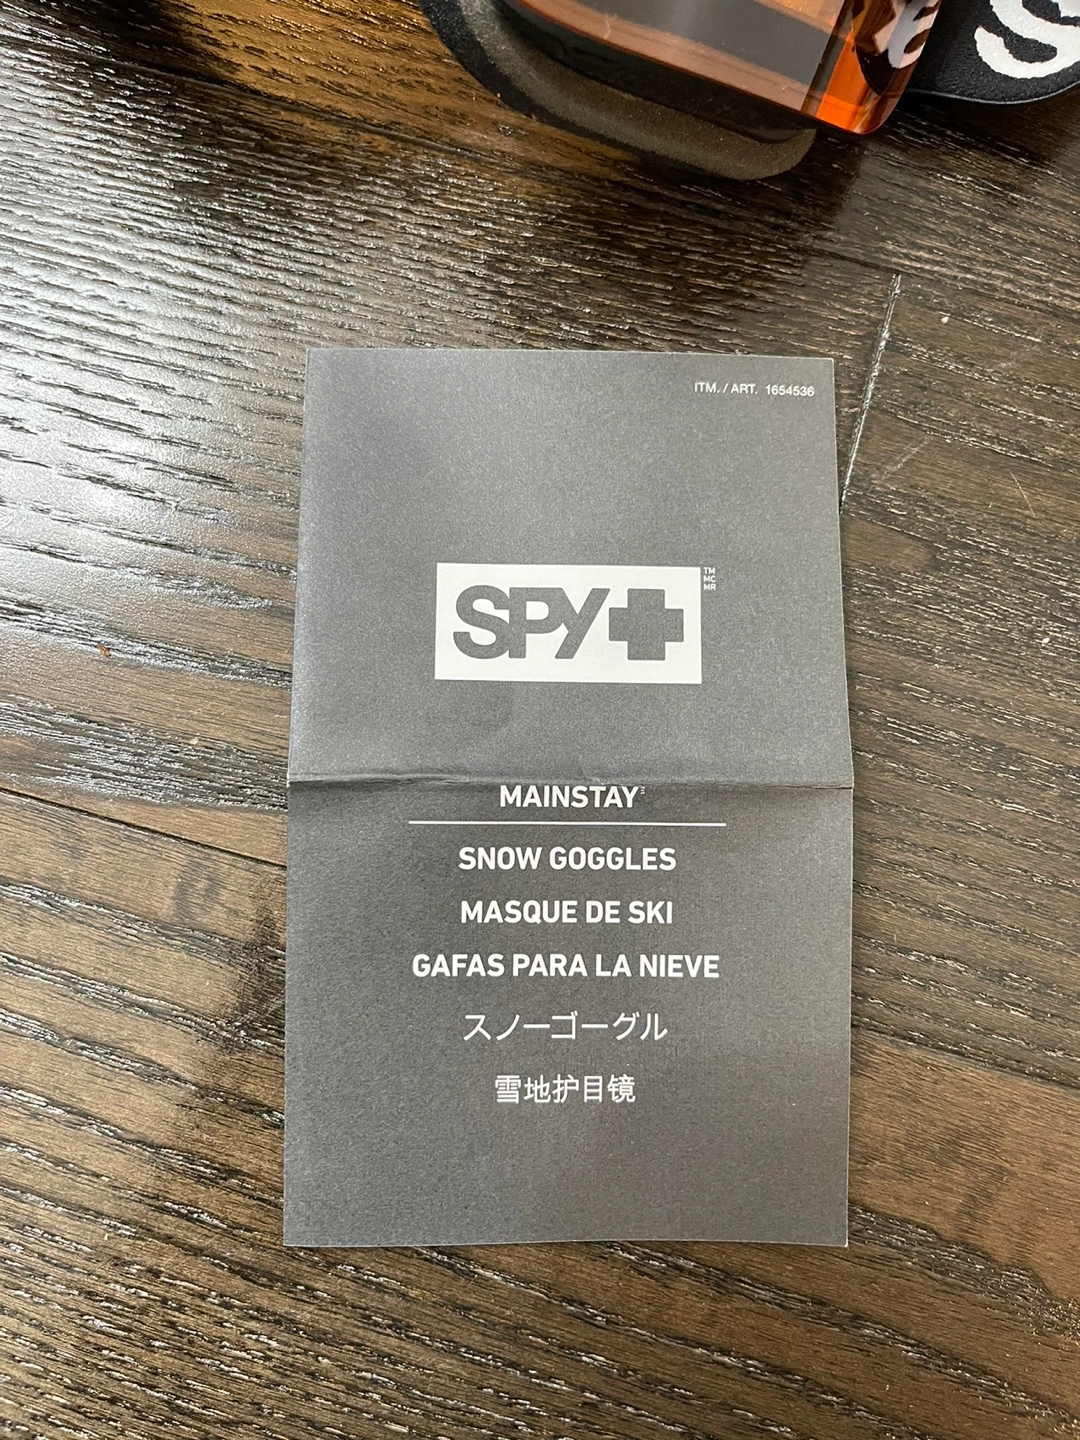 ITM. / ART. 1654536
SPY+
TM
MC
MR
MAINSTAY
SNOW GOGGLES
MASQUE DE SKI
GAFAS PARA LA NIEVE
スノーゴーグル
雪地护目镜